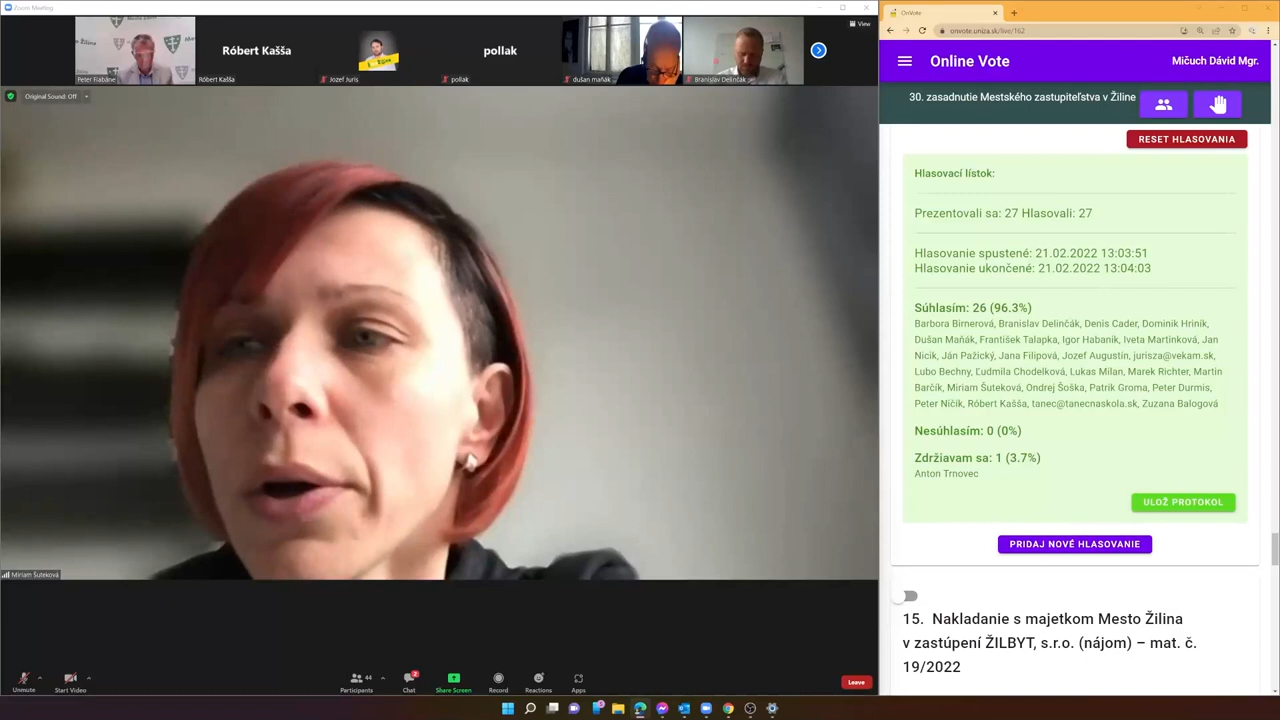 Zoom Meeting
View
Róbert Kašša
pollak
Peter Fiabáne
Róbert Kašša
Jozef Juris
pollak
dušan maňák
Branislav Delinčák
Original Sound: Off
Miriam Šuteková
Unmute
Start Video
44
Participants
2
Chat
Share Screen
Record
Reactions
Apps
Leave
OnVote
onvote.uniza.sk/live/162
Online Vote
Mičuch Dávid Mgr.
30. zasadnutie Mestského zastupiteľstva v Žiline
RESET HLASOVANIA
Hlasovací lístok:
Prezentovali sa: 27 Hlasovali: 27
Hlasovanie spustené: 21.02.2022 13:03:51
Hlasovanie ukončené: 21.02.2022 13:04:03
Súhlasím: 26 (96.3%)
Barbora Birnerová, Branislav Delinčák, Denis Cader, Dominik Hriník,
Dušan Maňák, František Talapka, Igor Habaník, Iveta Martinková, Jan
Nicik, Ján Pažický, Jana Filipová, Jozef Augustín, jurisza@vekam.sk,
Lubo Bechny, Ľudmila Chodelková, Lukas Milan, Marek Richter, Martin
Barčík, Miriam Šuteková, Ondrej Šoška, Patrik Groma, Peter Durmis,
Peter Ničík, Róbert Kašša, tanec@tanecnaskola.sk, Zuzana Balogová
Nesúhlasím: 0 (0%)
Zdržiavam sa: 1 (3.7%)
Anton Trnovec
ULOŽ PROTOKOL
PRIDAJ NOVÉ HLASOVANIE
15. Nakladanie s majetkom Mesto Žilina
v zastúpení ŽILBYT, s.r.o. (nájom) – mat. č.
19/2022